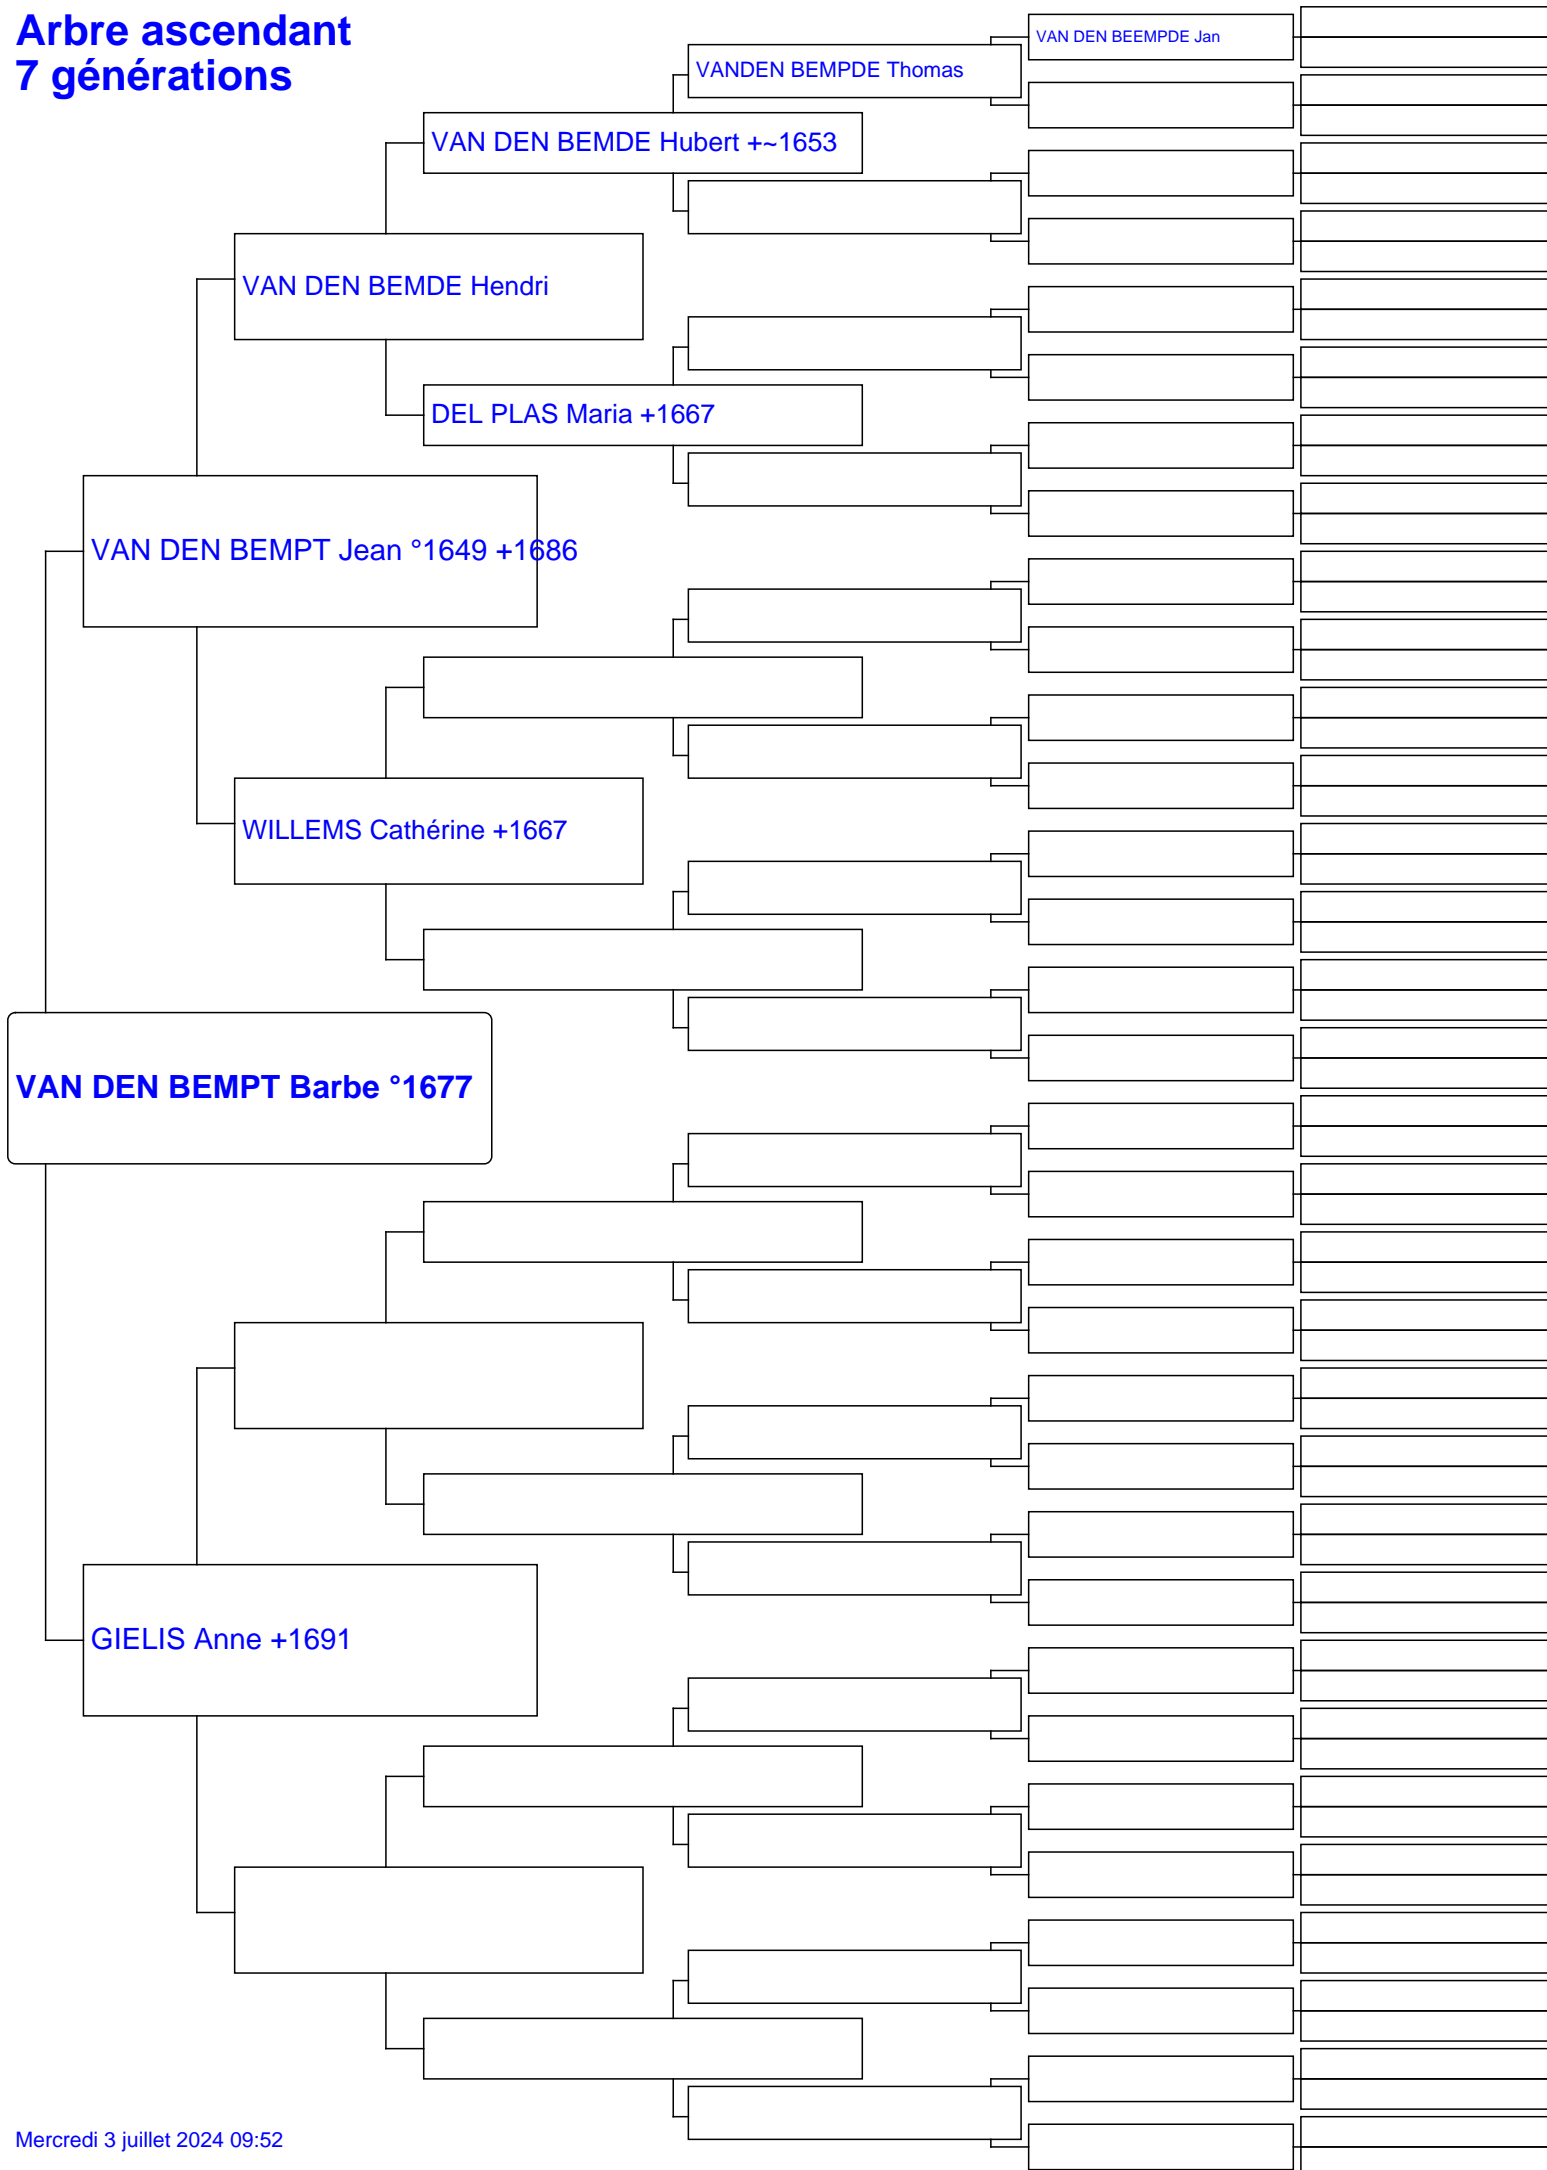 Arbre ascendant
7 générations
VAN DEN BEEMPDE Jan
VANDEN BEMPDE Thomas
VAN DEN BEMDE Hubert +~1653
VAN DEN BEMDE Hendri
DEL PLAS Maria +1667
VAN DEN BEMPT Jean °1649 +1686
WILLEMS Cathérine +1667
VAN DEN BEMPT Barbe °1677
GIELIS Anne +1691
Mercredi 3 juillet 2024 09:52